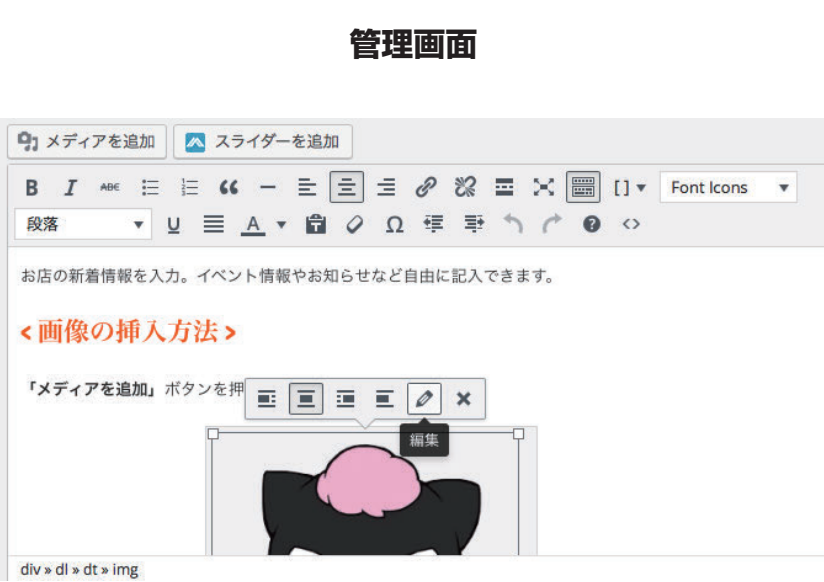 管理画面
メディアを追加 スライダーを追加
B I ABC [ ] Font Icons
段落 U A T Ω ? <>
お店の新着情報を入力。イベント情報やお知らせなど自由に記入できます。
<画像の挿入方法>
「メディアを追加」ボタンを押
編集
div » dl » dt » img